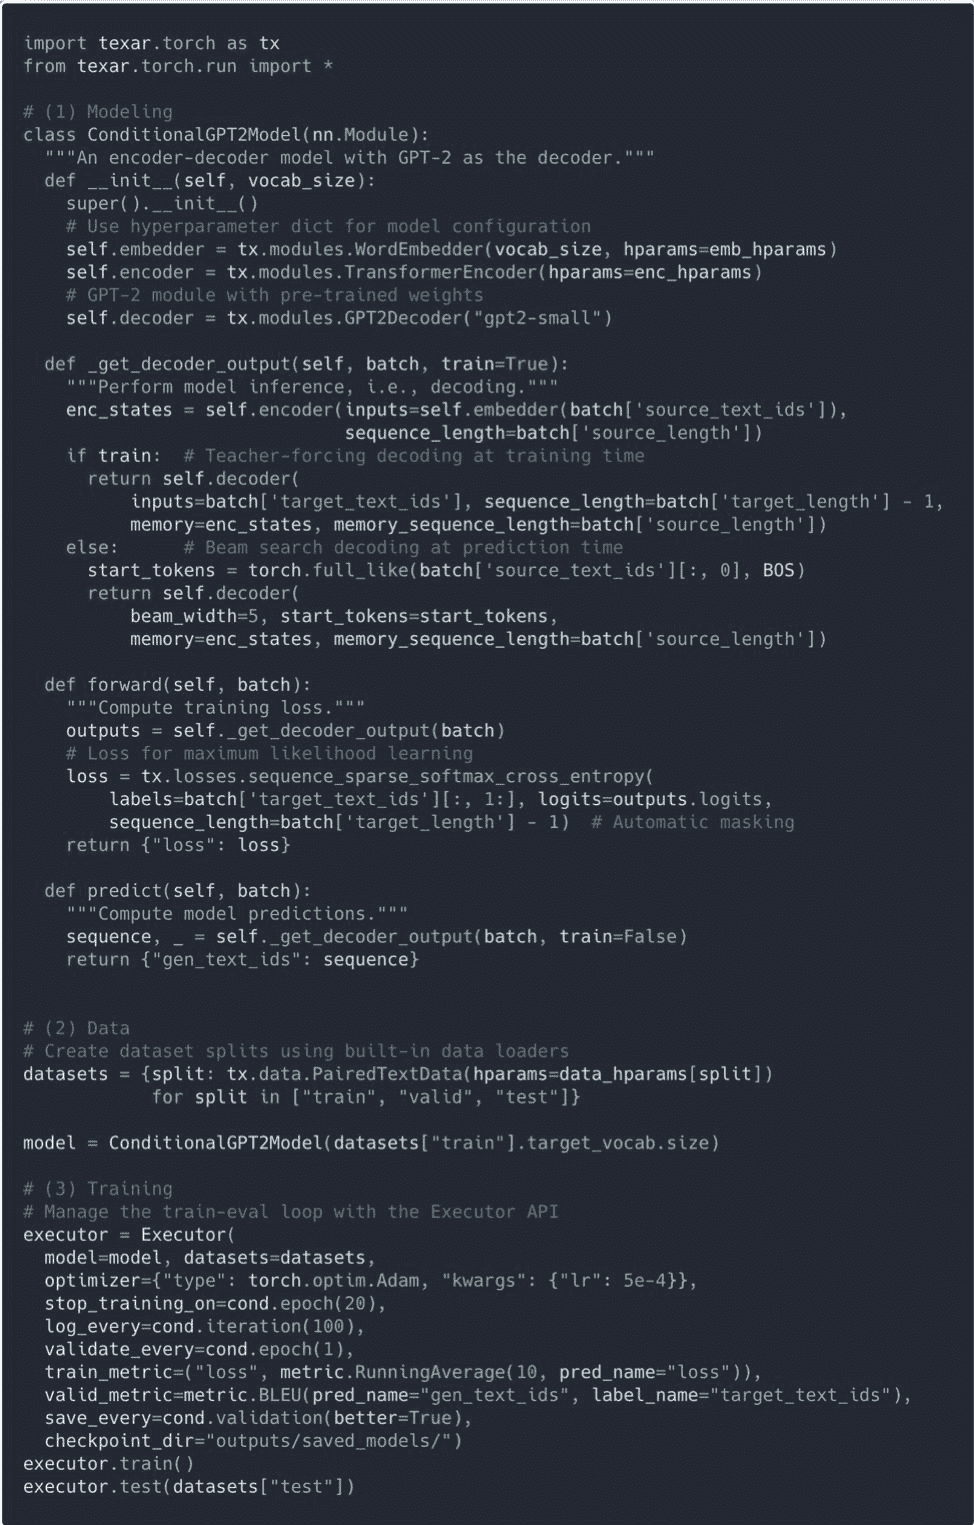 import texar.torch as tx
from texar.torch.run import *
# (1) Modeling
class ConditionalGPT2Model(nn.Module):
"""An encoder-decoder model with GPT-2 as the decoder."""
def __init__(self, vocab_size):
super().__init__()
# Use hyperparameter dict for model configuration
self.embedder = tx.modules.WordEmbedder(vocab_size, hparams=emb_hparams)
self.encoder = tx.modules.TransformerEncoder(hparams=enc_hparams)
# GPT-2 module with pre-trained weights
self.decoder = tx.modules.GPT2Decoder("gpt2-small")
def _get_decoder_output(self, batch, train=True):
"""Perform model inference, i.e., decoding."""
enc_states = self.encoder(inputs=self.embedder(batch['source_text_ids']),
sequence_length=batch['source_length'])
if train:  # Teacher-forcing decoding at training time
return self.decoder(
inputs=batch['target_text_ids'], sequence_length=batch['target_length'] - 1,
memory=enc_states, memory_sequence_length=batch['source_length'])
else:      # Beam search decoding at prediction time
start_tokens = torch.full_like(batch['source_text_ids'][:, 0], BOS)
return self.decoder(
beam_width=5, start_tokens=start_tokens,
memory=enc_states, memory_sequence_length=batch['source_length'])
def forward(self, batch):
"""Compute training loss."""
outputs = self._get_decoder_output(batch)
# Loss for maximum likelihood learning
loss = tx.losses.sequence_sparse_softmax_cross_entropy(
labels=batch['target_text_ids'][:, 1:], logits=outputs.logits,
sequence_length=batch['target_length'] - 1)  # Automatic masking
return {"loss": loss}
def predict(self, batch):
"""Compute model predictions."""
sequence, _ = self._get_decoder_output(batch, train=False)
return {"gen_text_ids": sequence}
# (2) Data
# Create dataset splits using built-in data loaders
datasets = {split: tx.data.PairedTextData(hparams=data_hparams[split])
for split in ["train", "valid", "test"]}
model = ConditionalGPT2Model(datasets["train"].target_vocab.size)
# (3) Training
# Manage the train-eval loop with the Executor API
executor = Executor(
model=model, datasets=datasets,
optimizer={"type": torch.optim.Adam, "kwargs": {"lr": 5e-4}},
stop_training_on=cond.epoch(20),
log_every=cond.iteration(100),
validate_every=cond.epoch(1),
train_metric=("loss", metric.RunningAverage(10, pred_name="loss")),
valid_metric=metric.BLEU(pred_name="gen_text_ids", label_name="target_text_ids"),
save_every=cond.validation(better=True),
checkpoint_dir="outputs/saved_models/")
executor.train()
executor.test(datasets["test"])